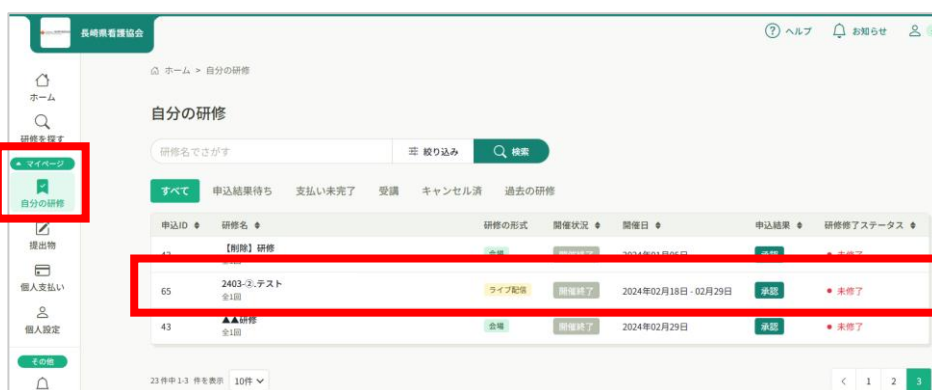 長崎県看護協会
ヘルプ
お知らせ
ホーム > 自分の研修
ホーム
研修を探す
マイページ
自分の研修
提出物
個人支払い
個人設定
その他
自分の研修
研修名でさがす
絞り込み
検索
すべて 申込結果待ち 支払い未完了 受講 キャンセル済 過去の研修
申込ID 研修名 研修の形式 開催状況 開催日 申込結果 研修修了ステータス
【削除】研修
65 2403-②.テスト ライブ配信 開催終了 2024年02月18日 - 02月29日 承認 未修了
全1回
43 ▲▲研修 会場 開催終了 2024年02月29日 承認 未修了
全1回
23件中 1-3 件を表示 10件
< 1 2 3